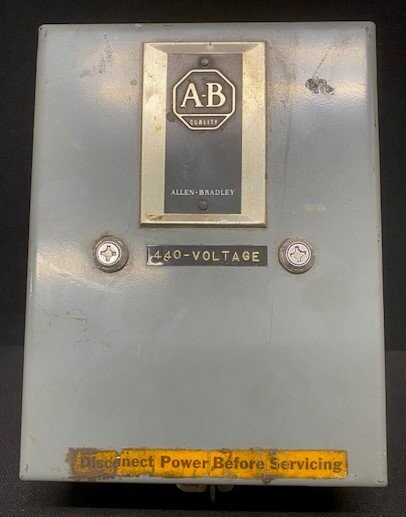 A-B
QUALITY
ALLEN-BRADLEY
440-VOLTAGE
Disconnect Power Before Servicing